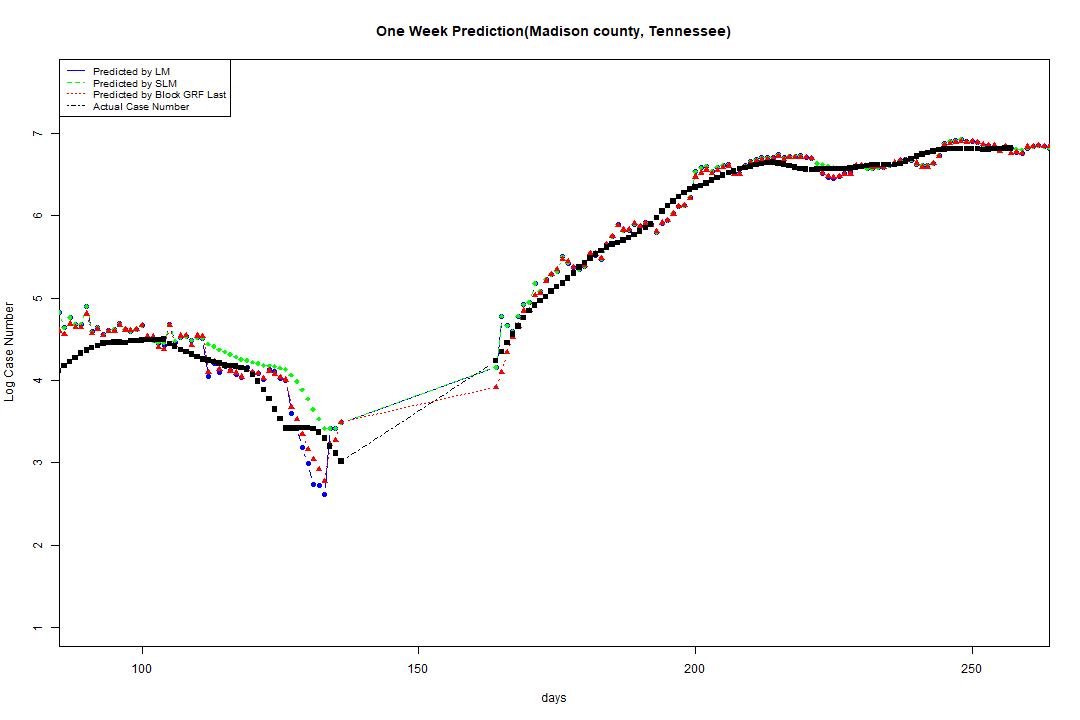 One Week Prediction(Madison county, Tennessee)
Predicted by LM
Predicted by SLM
Predicted by Block GRF Last
Actual Case Number
7
6
5
4
3
2
1
Log Case Number
100
150
200
250
days